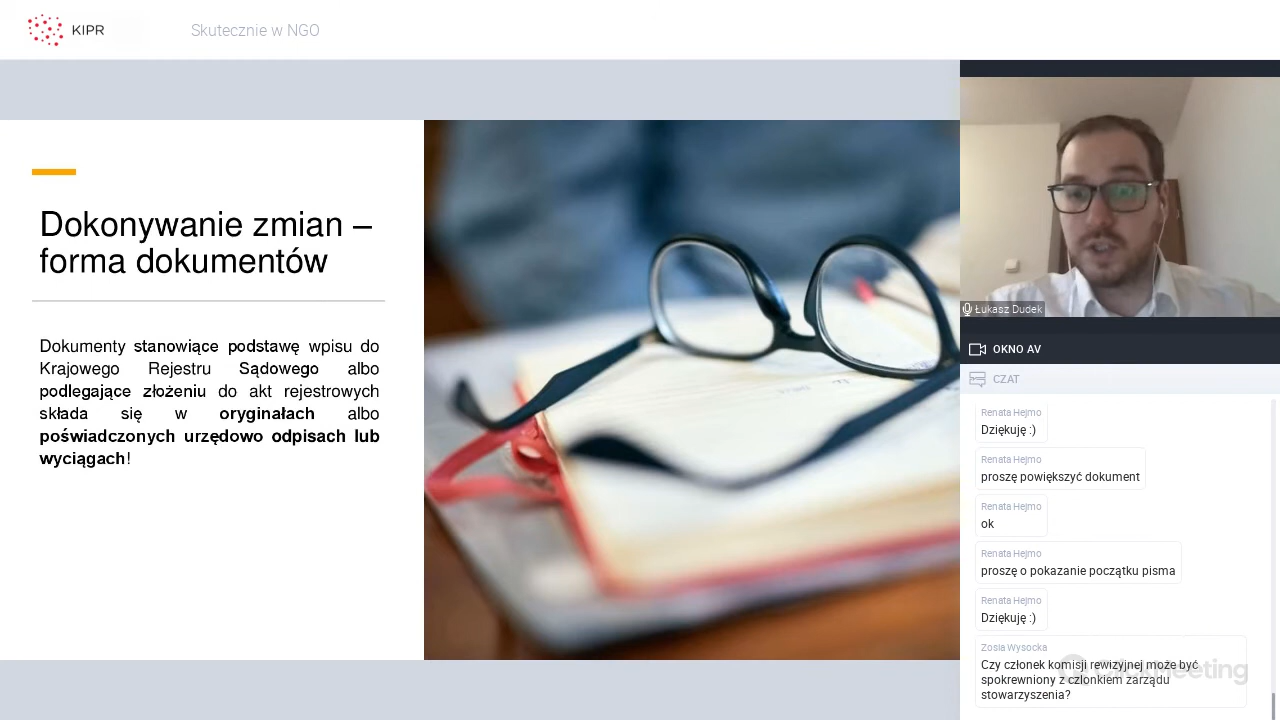 KIPR
Skutecznie w NGO
Dokonywanie zmian –
forma dokumentów
Dokumenty stanowiące podstawę wpisu do
Krajowego Rejestru Sądowego albo
podlegające złożeniu do akt rejestrowych
składa się w oryginałach albo
poświadczonych urzędowo odpisach lub
wyciągach!
Łukasz Dudek
OKNO AV
CZAT
Renata Hejmo
Dziękuję :)
Renata Hejmo
proszę powiększyć dokument
Renata Hejmo
ok
Renata Hejmo
proszę o pokazanie początku pisma
Renata Hejmo
Dziękuję :)
Zosia Wysocka
Czy członek komisji rewizyjnej może być
spokrewniony z członkiem zarządu
stowarzyszenia?
ClickMeeting